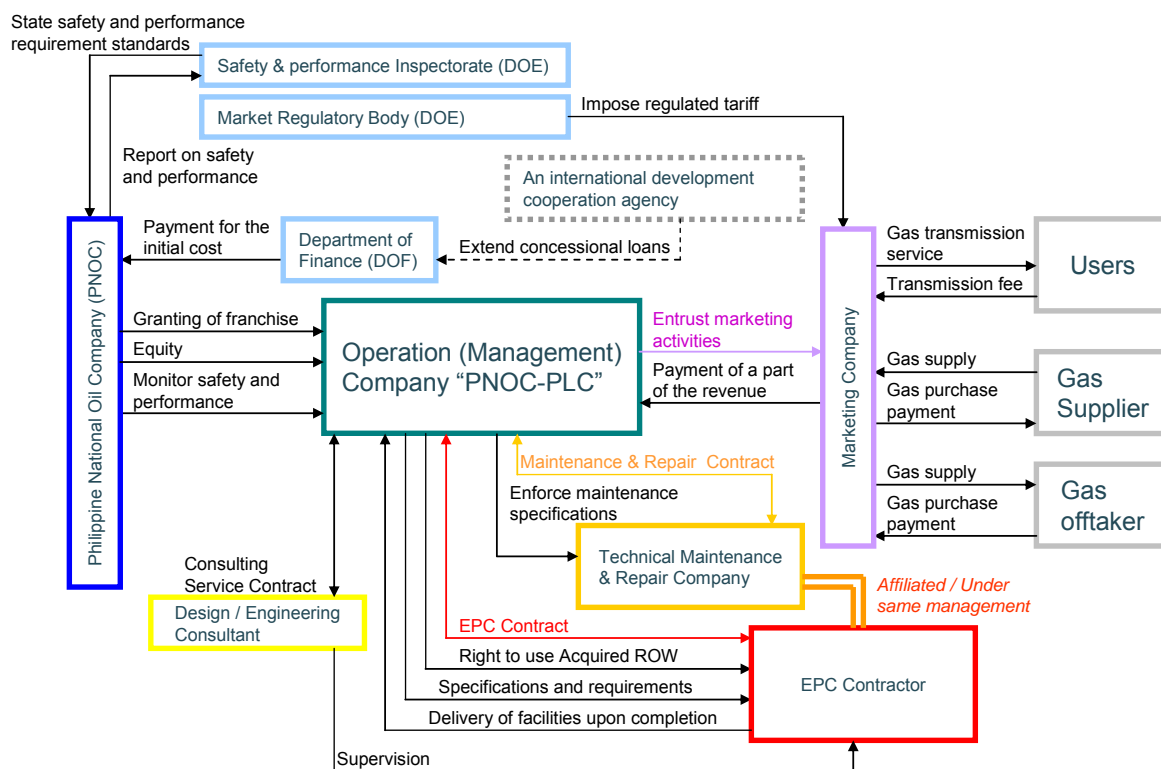 State safety and performance
requirement standards
Safety & performance Inspectorate (DOE)
Market Regulatory Body (DOE)
Impose regulated tariff
Report on safety
and performance
An international development
cooperation agency
Philippine National Oil Company (PNOC)
Payment for the
initial cost
Department of
Finance (DOF)
Extend concessional loans
Marketing Company
Gas transmission
service
Transmission fee
Users
Granting of franchise
Equity
Monitor safety and
performance
Operation (Management)
Company “PNOC-PLC”
Entrust marketing
activities
Payment of a part
of the revenue
Gas supply
Gas purchase
payment
Gas
Supplier
Maintenance & Repair  Contract
Enforce maintenance
specifications
Gas supply
Gas purchase
payment
Gas
offtaker
Technical Maintenance
& Repair Company
Affiliated / Under
same management
Consulting
Service Contract
Design / Engineering
Consultant
EPC Contract
Right to use Acquired ROW
Specifications and requirements
Delivery of facilities upon completion
EPC Contractor
Supervision